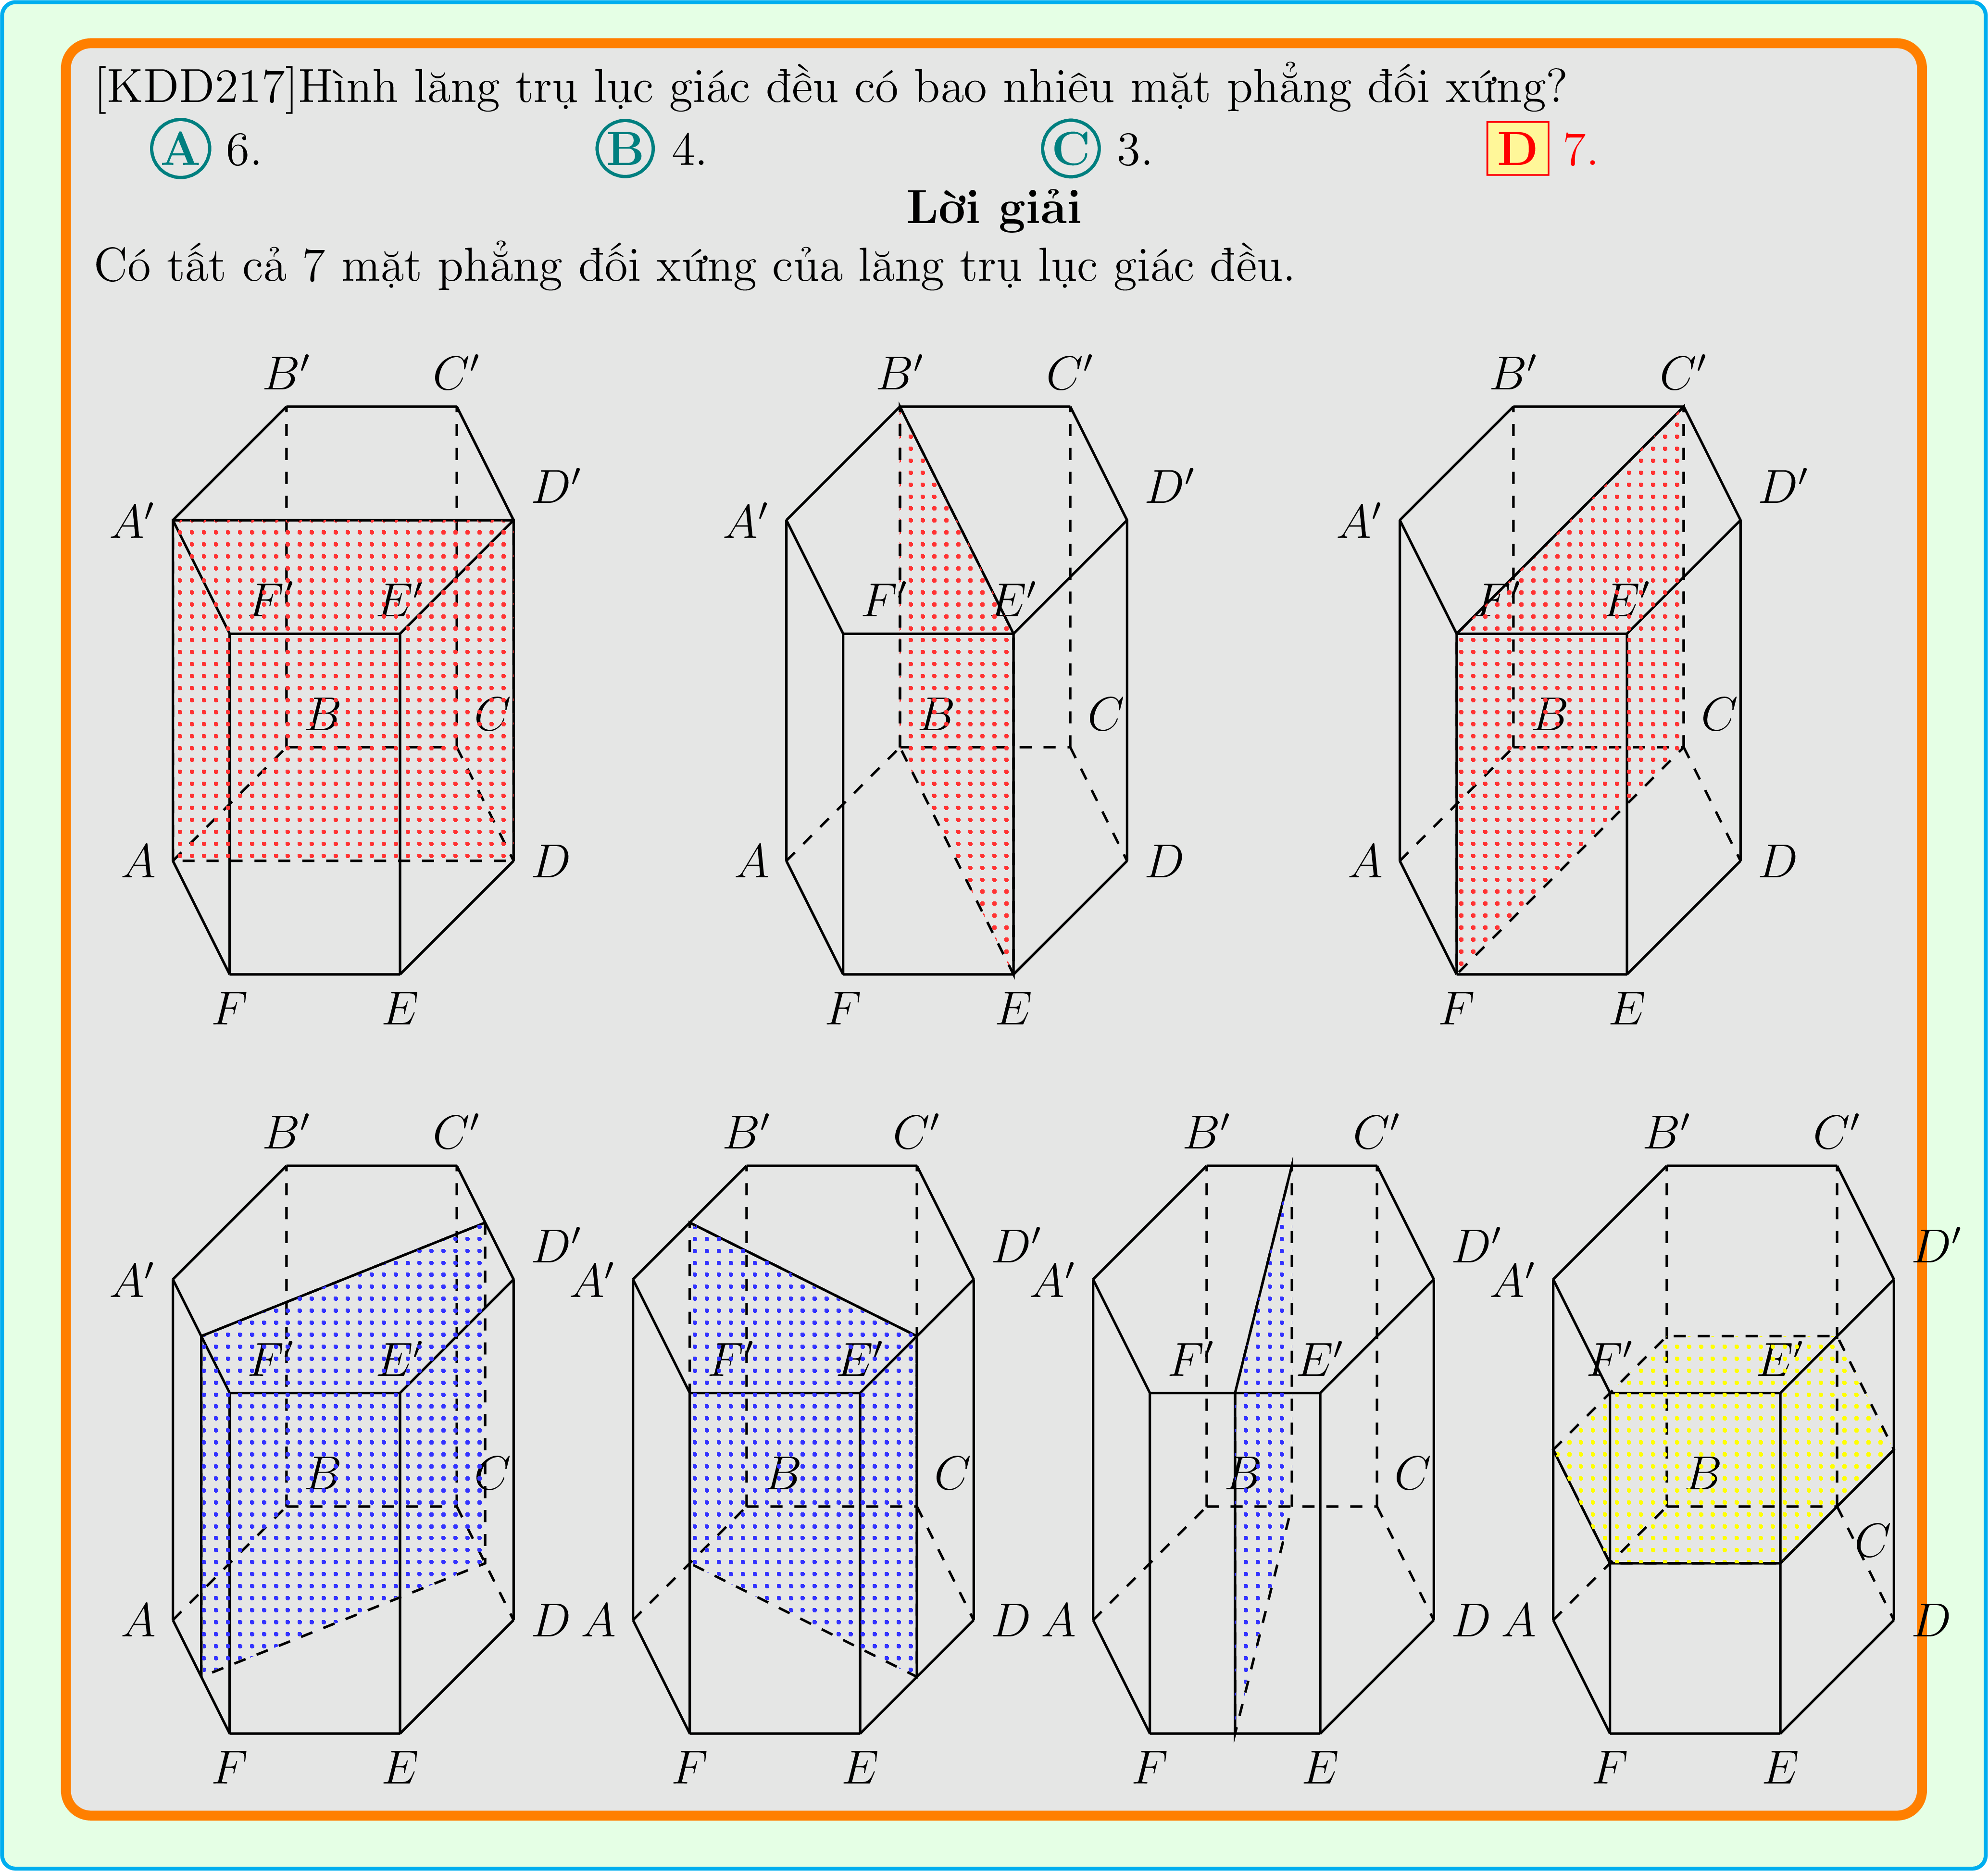 [KDD217]Hình lăng trụ lục giác đều có bao nhiêu mặt phẳng đối xứng?
A 6. B 4. C 3. D 7.
Lời giải
Có tất cả 7 mặt phẳng đối xứng của lăng trụ lục giác đều.
B′ C′ B′ C′ B′ C′
D′ D′ D′
A′ A′ A′
F′ E′ F′ E′ F′ E′
B C B C B C
A D A D A D
F E F E F E
B′ C′ B′ C′ B′ C′ B′ C′
D′ D′ D′ D′
A′ A′ A′ A′
F′ E′ F′ E′ F′ E′ F′ E′
B C B C B C B
C
A D A D A D A D
F E F E F E F E